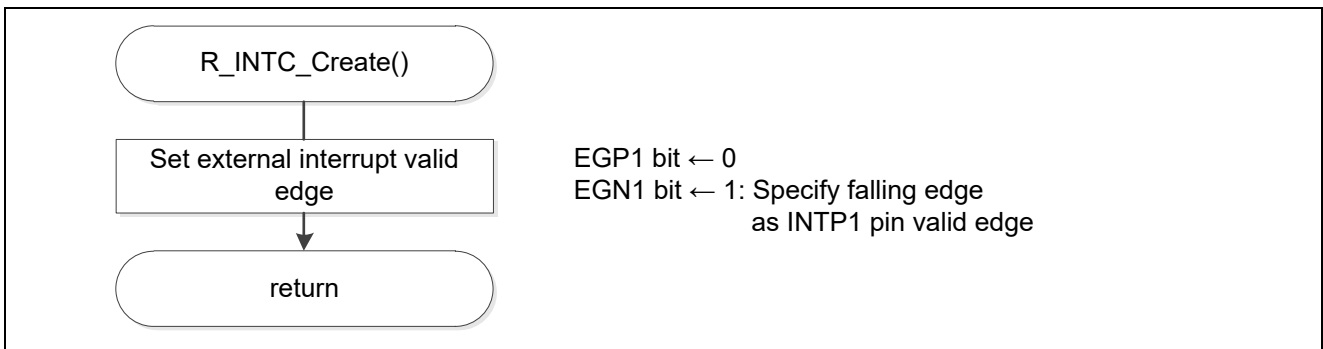 R_INTC_Create()
Set external interrupt valid
edge
EGP1 bit ← 0
EGN1 bit ← 1: Specify falling edge
as INTP1 pin valid edge
return